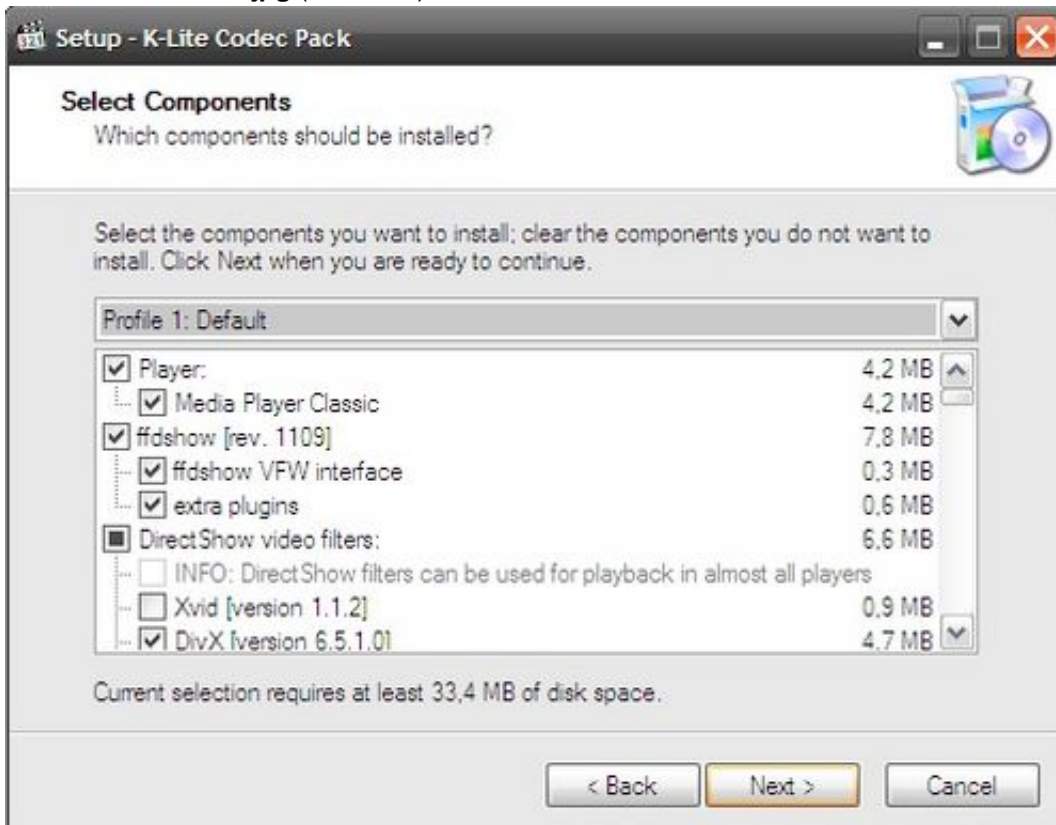 Setup - K-Lite Codec Pack
Select Components
Which components should be installed?
Select the components you want to install; clear the components you do not want to
install. Click Next when you are ready to continue.
Profile 1: Default
Player: 4,2 MB
Media Player Classic 4,2 MB
ffdshow [rev. 1109] 7,8 MB
ffdshow VFW interface 0,3 MB
extra plugins 0,6 MB
DirectShow video filters: 6,6 MB
INFO: DirectShow filters can be used for playback in almost all players
Xvid [version 1.1.2] 0,9 MB
DivX [version 6.5.1.0] 4,7 MB
Current selection requires at least 33,4 MB of disk space.
< Back Next > Cancel